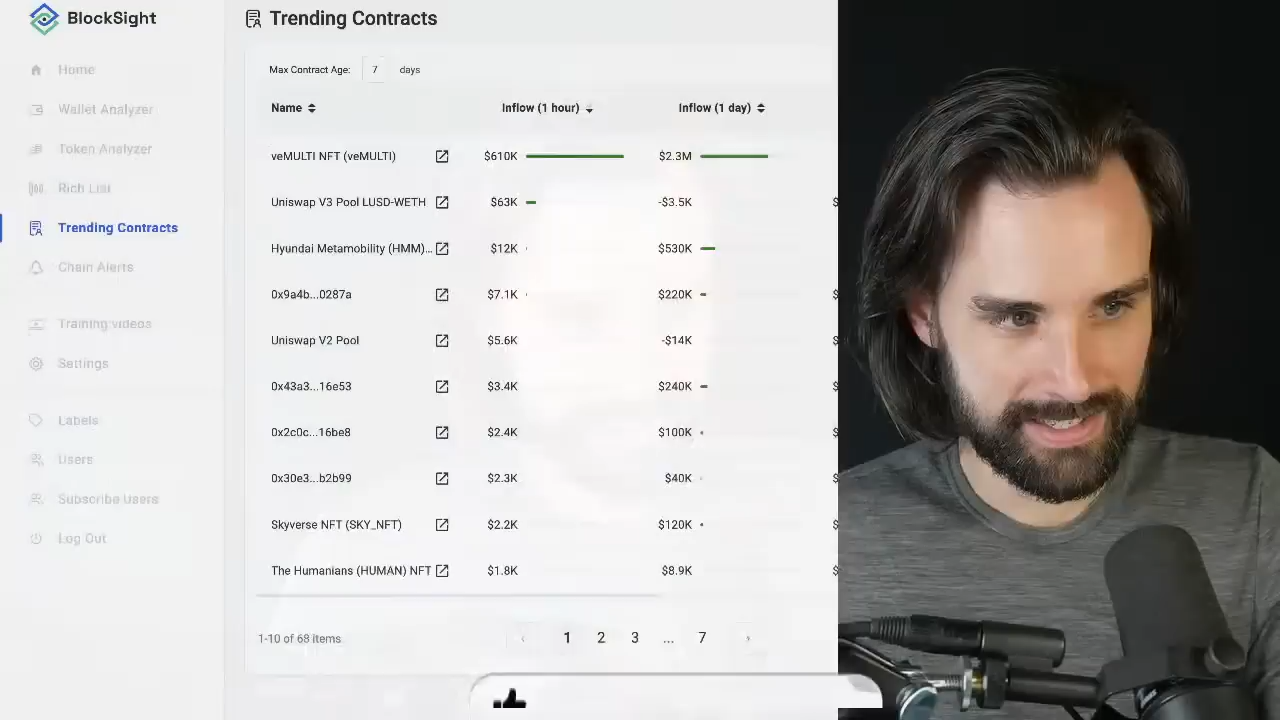 BlockSight
Home
Wallet Analyzer
Token Analyzer
Rich List
Trending Contracts
Chain Alerts
Training videos
Settings
Labels
Users
Subscribe Users
Log Out
Trending Contracts
Max Contract Age: 7 days
Name Inflow (1 hour) Inflow (1 day)
veMULTI NFT (veMULTI) $610K $2.3M
Uniswap V3 Pool LUSD-WETH $63K -$3.5K $
Hyundai Metamobility (HMM)... $12K $530K
0x9a4b...0287a $7.1K $220K $
Uniswap V2 Pool $5.6K -$14K $
0x43a3...16e53 $3.4K $240K $
0x2c0c...16be8 $2.4K $100K $
0x30e3...b2b99 $2.3K $40K $
Skyverse NFT (SKY_NFT) $2.2K $120K $
The Humanians (HUMAN) NFT $1.8K $8.9K $
1-10 of 68 items ‹ 1 2 3 ... 7 ›